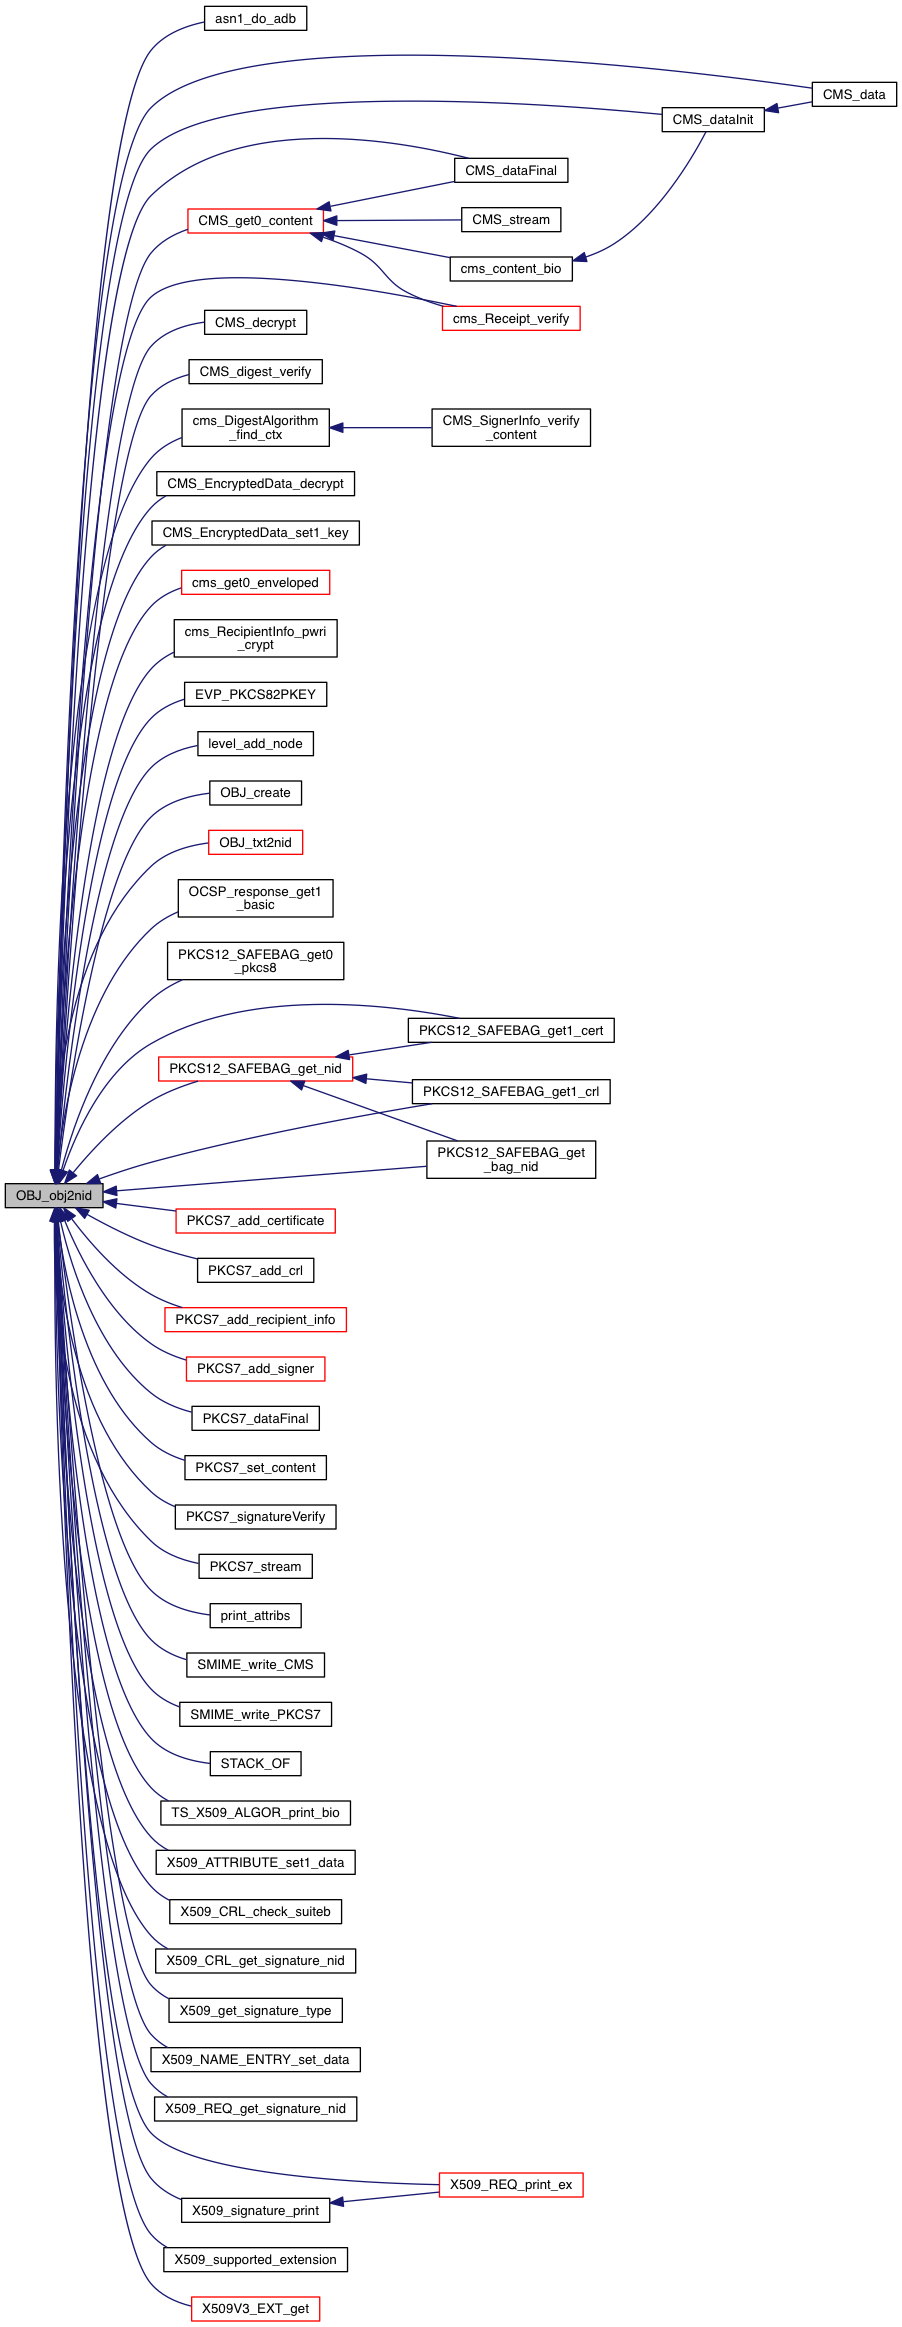 asn1_do_adb
CMS_data
CMS_dataInit
CMS_dataFinal
CMS_get0_content
CMS_stream
cms_content_bio
cms_Receipt_verify
CMS_decrypt
CMS_digest_verify
cms_DigestAlgorithm
_find_ctx
CMS_SignerInfo_verify
_content
CMS_EncryptedData_decrypt
CMS_EncryptedData_set1_key
cms_get0_enveloped
cms_RecipientInfo_pwri
_crypt
EVP_PKCS82PKEY
level_add_node
OBJ_create
OBJ_txt2nid
OCSP_response_get1
_basic
PKCS12_SAFEBAG_get0
_pkcs8
PKCS12_SAFEBAG_get1_cert
PKCS12_SAFEBAG_get_nid
PKCS12_SAFEBAG_get1_crl
PKCS12_SAFEBAG_get
_bag_nid
OBJ_obj2nid
PKCS7_add_certificate
PKCS7_add_crl
PKCS7_add_recipient_info
PKCS7_add_signer
PKCS7_dataFinal
PKCS7_set_content
PKCS7_signatureVerify
PKCS7_stream
print_attribs
SMIME_write_CMS
SMIME_write_PKCS7
STACK_OF
TS_X509_ALGOR_print_bio
X509_ATTRIBUTE_set1_data
X509_CRL_check_suiteb
X509_CRL_get_signature_nid
X509_get_signature_type
X509_NAME_ENTRY_set_data
X509_REQ_get_signature_nid
X509_REQ_print_ex
X509_signature_print
X509_supported_extension
X509V3_EXT_get